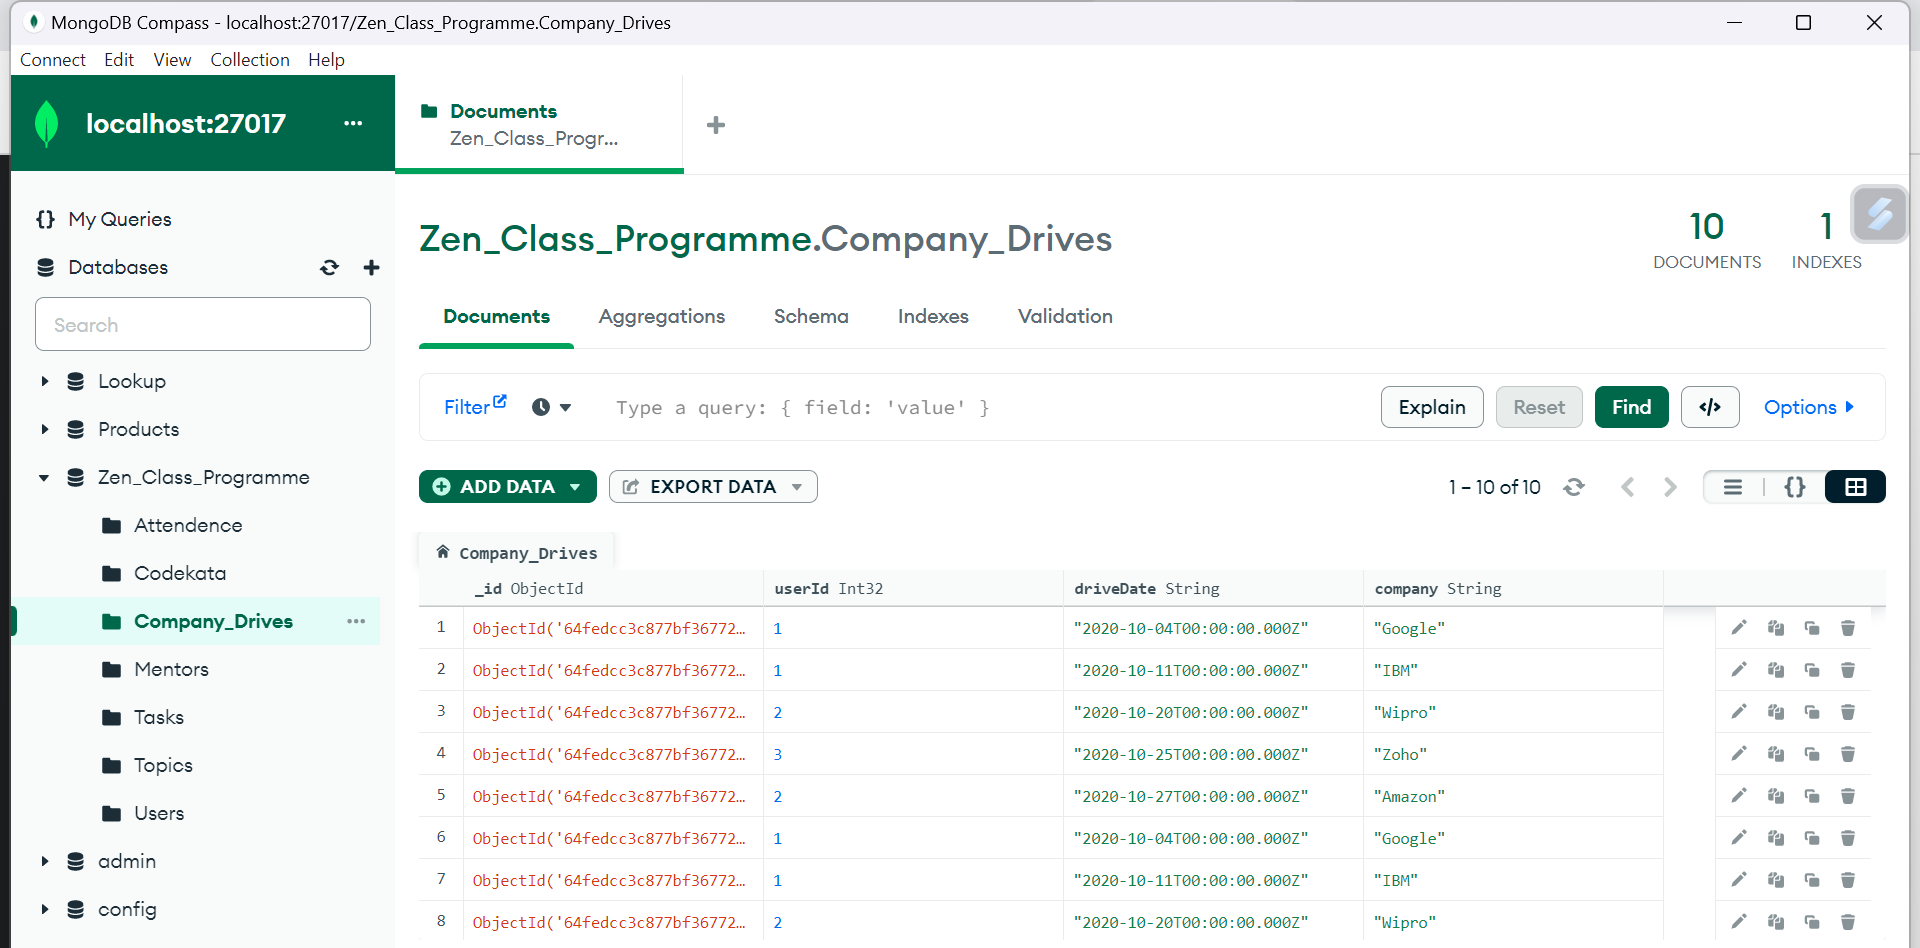 MongoDB Compass - localhost:27017/Zen_Class_Programme.Company_Drives
Connect Edit View Collection Help
localhost:27017 ...
Documents
Zen_Class_Progr...
{} My Queries
Databases
Search
Lookup
Products
Zen_Class_Programme
Attendence
Codekata
Company_Drives ...
Mentors
Tasks
Topics
Users
admin
config
Zen_Class_Programme.Company_Drives
10
DOCUMENTS
1
INDEXES
Documents Aggregations Schema Indexes Validation
Filter Type a query: { field: 'value' } Explain Reset Find </> Options
ADD DATA EXPORT DATA 1 – 10 of 10 {}
Company_Drives
_id ObjectId userId Int32 driveDate String company String
1 ObjectId('64fedcc3c877bf36772… 1 "2020-10-04T00:00:00.000Z" "Google"
2 ObjectId('64fedcc3c877bf36772… 1 "2020-10-11T00:00:00.000Z" "IBM"
3 ObjectId('64fedcc3c877bf36772… 2 "2020-10-20T00:00:00.000Z" "Wipro"
4 ObjectId('64fedcc3c877bf36772… 3 "2020-10-25T00:00:00.000Z" "Zoho"
5 ObjectId('64fedcc3c877bf36772… 2 "2020-10-27T00:00:00.000Z" "Amazon"
6 ObjectId('64fedcc3c877bf36772… 1 "2020-10-04T00:00:00.000Z" "Google"
7 ObjectId('64fedcc3c877bf36772… 1 "2020-10-11T00:00:00.000Z" "IBM"
8 ObjectId('64fedcc3c877bf36772… 2 "2020-10-20T00:00:00.000Z" "Wipro"